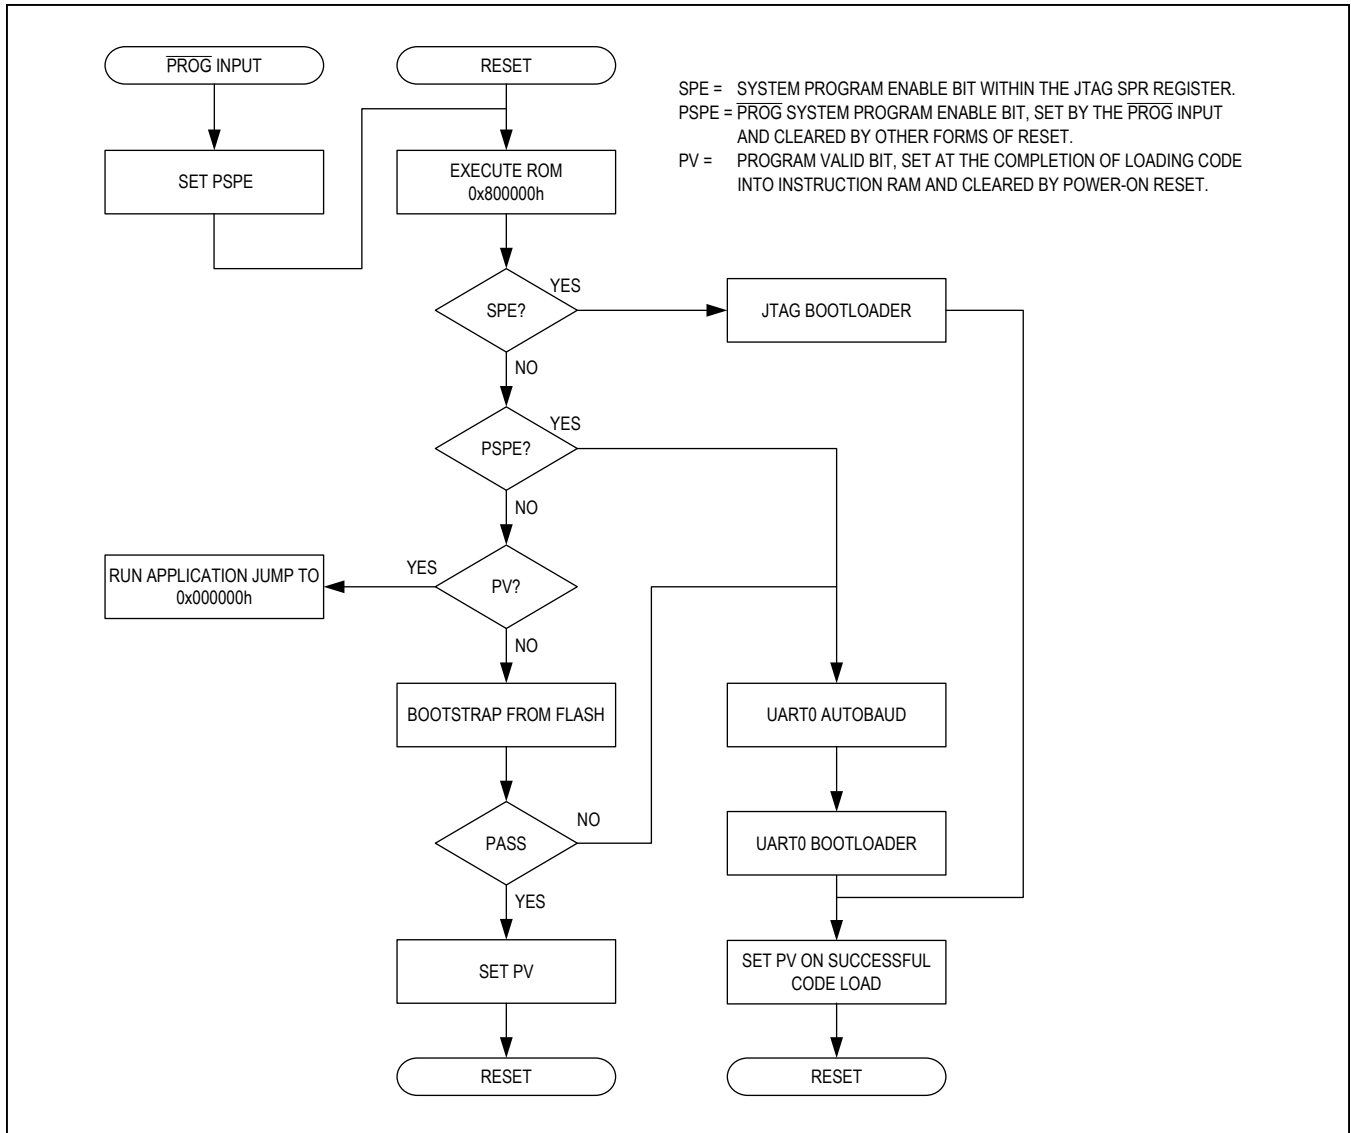 PROG INPUT
RESET
SPE = SYSTEM PROGRAM ENABLE BIT WITHIN THE JTAG SPR REGISTER.
PSPE = PROG SYSTEM PROGRAM ENABLE BIT, SET BY THE PROG INPUT
AND CLEARED BY OTHER FORMS OF RESET.
PV = PROGRAM VALID BIT, SET AT THE COMPLETION OF LOADING CODE
INTO INSTRUCTION RAM AND CLEARED BY POWER-ON RESET.
SET PSPE
EXECUTE ROM
0x800000h
SPE?
YES
JTAG BOOTLOADER
NO
PSPE?
YES
NO
RUN APPLICATION JUMP TO
0x000000h
YES
PV?
NO
BOOTSTRAP FROM FLASH
UART0 AUTOBAUD
PASS
NO
UART0 BOOTLOADER
YES
SET PV
SET PV ON SUCCESSFUL
CODE LOAD
RESET
RESET